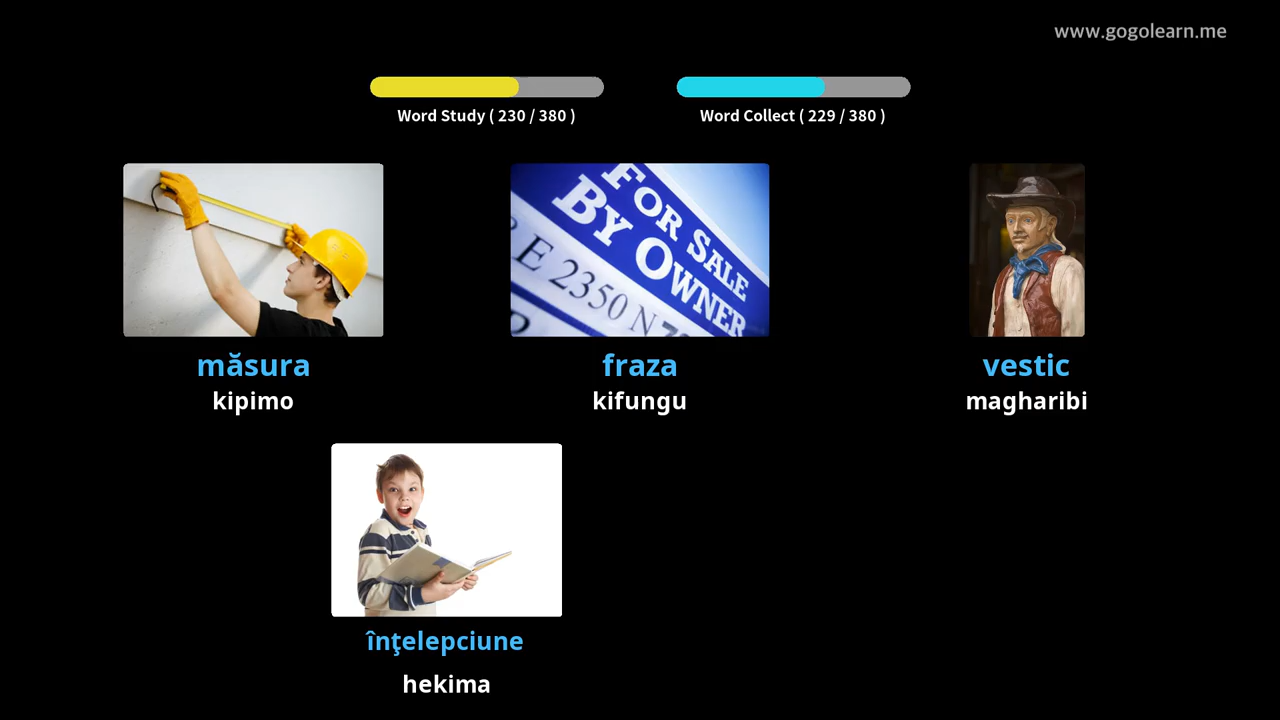 www.gogolearn.me
Word Study ( 230 / 380 )
Word Collect ( 229 / 380 )
FOR SALE
BY OWNER
E 2350 N
măsura
fraza
vestic
kipimo
kifungu
magharibi
înţelepciune
hekima